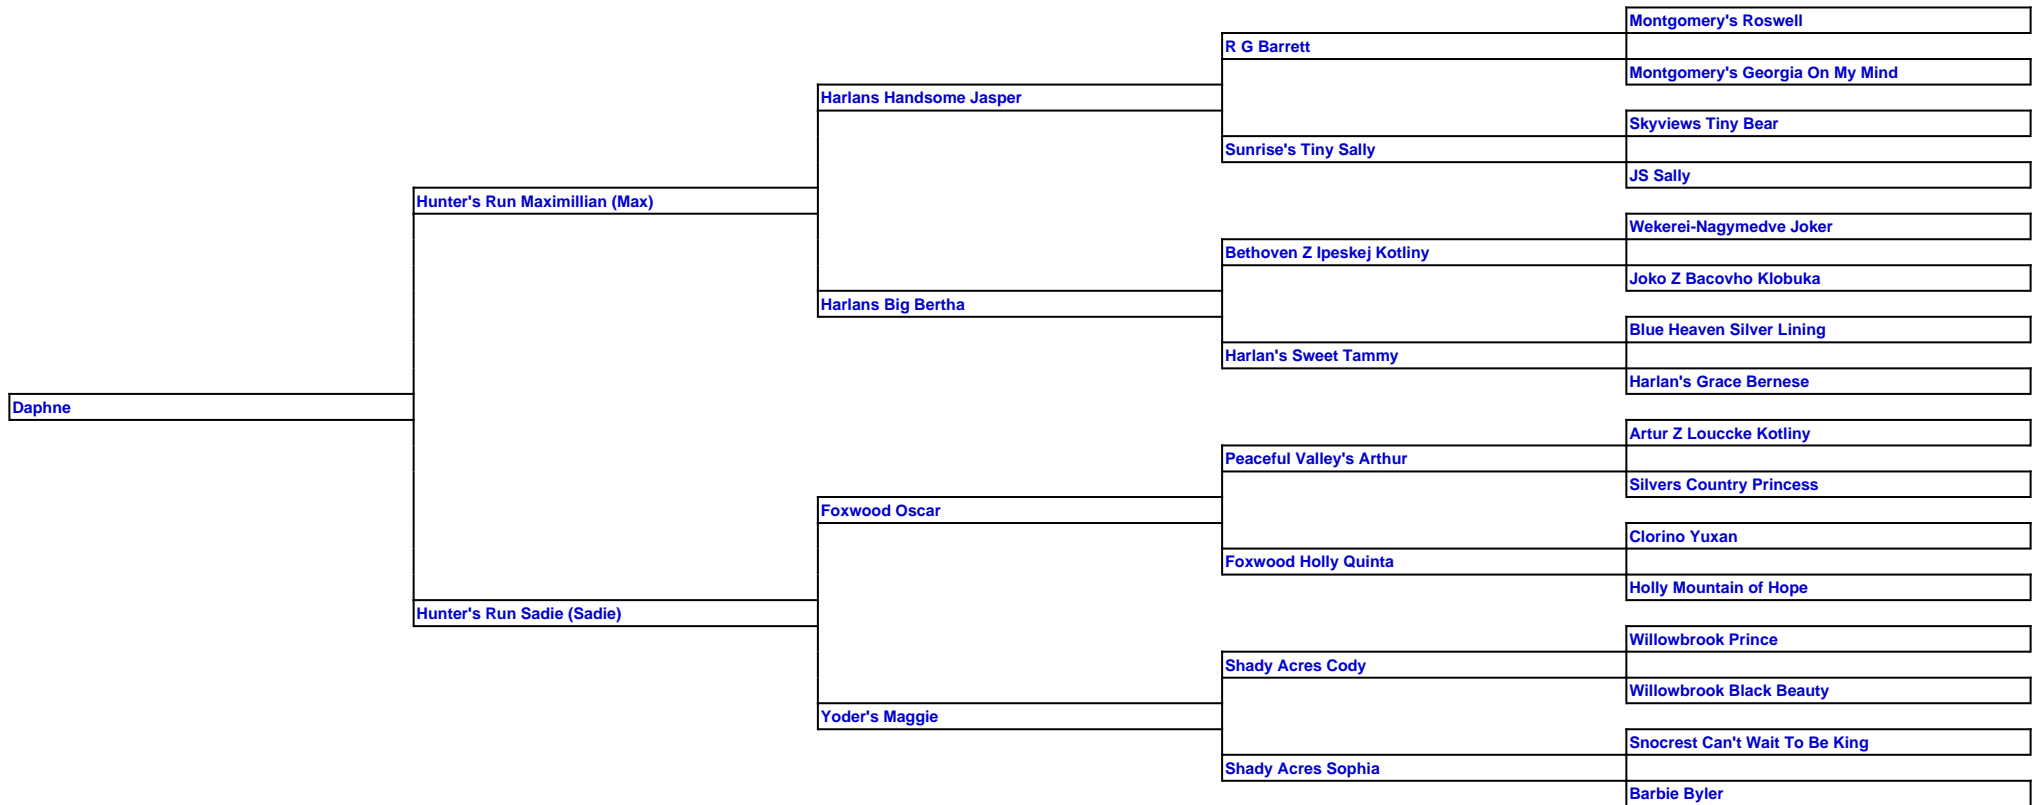 Montgomery's Roswell
R G Barrett
Montgomery's Georgia On My Mind
Harlans Handsome Jasper
Skyviews Tiny Bear
Sunrise's Tiny Sally
JS Sally
Hunter's Run Maximillian (Max)
Wekerei-Nagymedve Joker
Bethoven Z Ipeskej Kotliny
Joko Z Bacovho Klobuka
Harlans Big Bertha
Blue Heaven Silver Lining
Harlan's Sweet Tammy
Harlan's Grace Bernese
Daphne
Artur Z Louccke Kotliny
Peaceful Valley's Arthur
Silvers Country Princess
Foxwood Oscar
Clorino Yuxan
Foxwood Holly Quinta
Holly Mountain of Hope
Hunter's Run Sadie (Sadie)
Willowbrook Prince
Shady Acres Cody
Willowbrook Black Beauty
Yoder's Maggie
Snocrest Can't Wait To Be King
Shady Acres Sophia
Barbie Byler